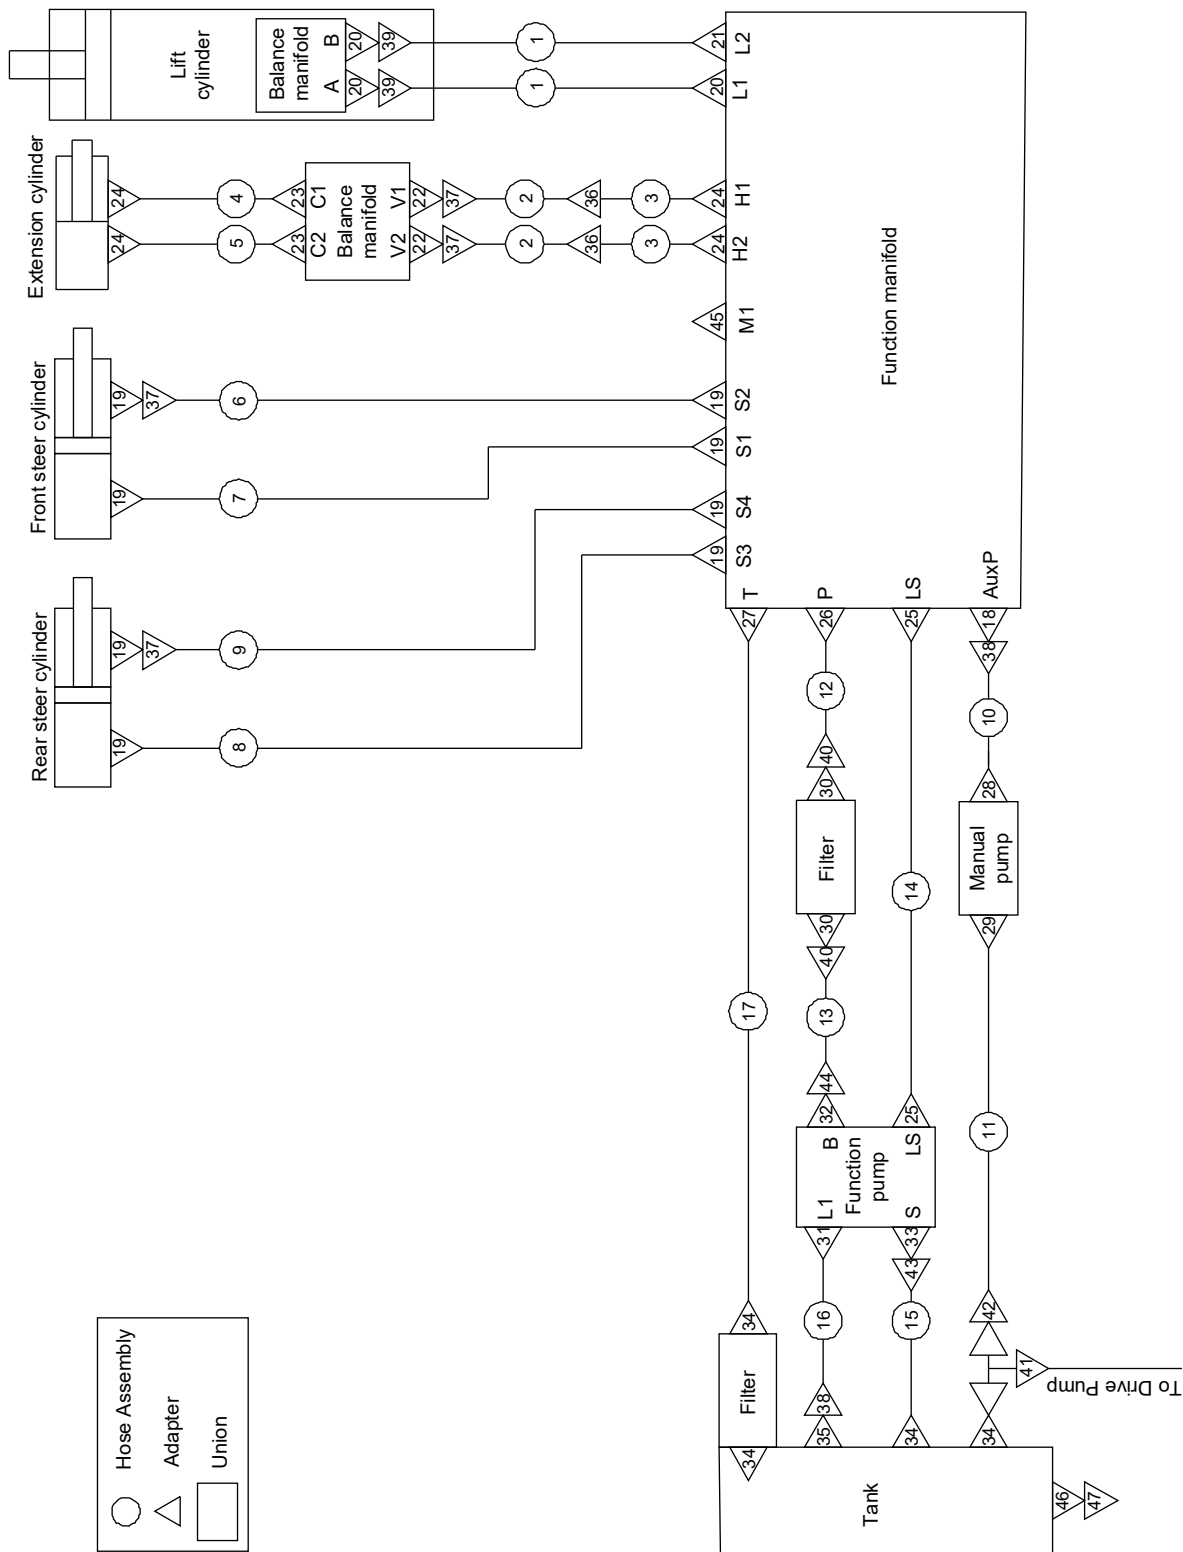 Hose Assembly
Adapter
Union
Rear steer cylinder
19
19
37
8
9
Front steer cylinder
19
19
37
7
6
Extension cylinder
24
24
5
4
23
23
C2
C1
Balance
manifold
V2
V1
22
22
37
37
2
2
36
36
3
3
24
24
H2
H1
Lift
cylinder
Balance
manifold
A
B
20
20
39
39
1
1
20
21
L1
L2
19
19
19
19
45
S3
S4
S1
S2
M1
Function manifold
T
P
LS
AuxP
27
17
34
Filter
34
26
12
40
30
Filter
30
40
13
44
32
B
L1
Function
pump
LS
S
25
14
25
31
16
38
35
33
43
15
34
18
38
10
28
Manual
pump
29
11
42
41
34
To Drive Pump
Tank
46
47